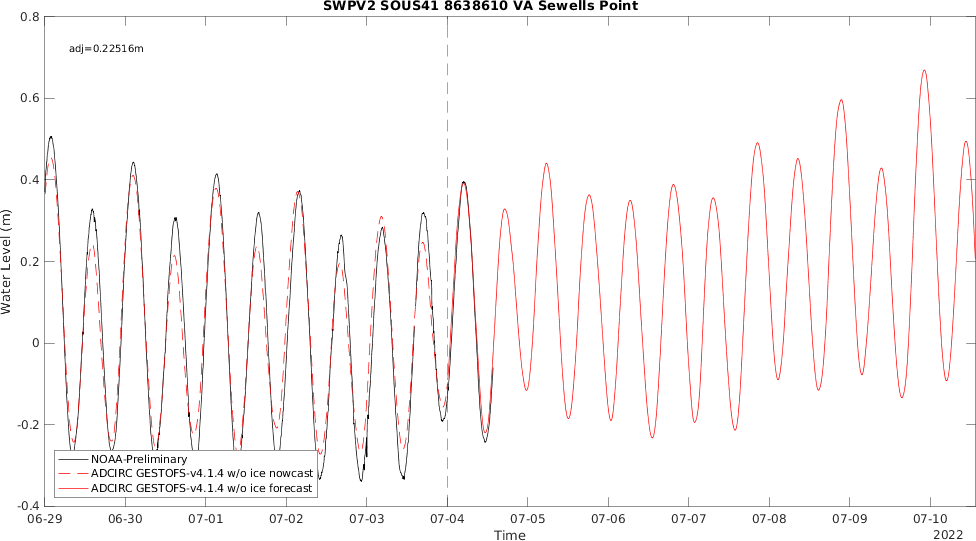 SWPV2 SOUS41 8638610 VA Sewells Point
0.8
adj=0.22516m
0.6
0.4
0.2
0
-0.2
-0.4
Water Level (m)
NOAA-Preliminary
ADCIRC GESTOFS-v4.1.4 w/o ice nowcast
ADCIRC GESTOFS-v4.1.4 w/o ice forecast
06-29 06-30 07-01 07-02 07-03 07-04 07-05 07-06 07-07 07-08 07-09 07-10
Time
2022